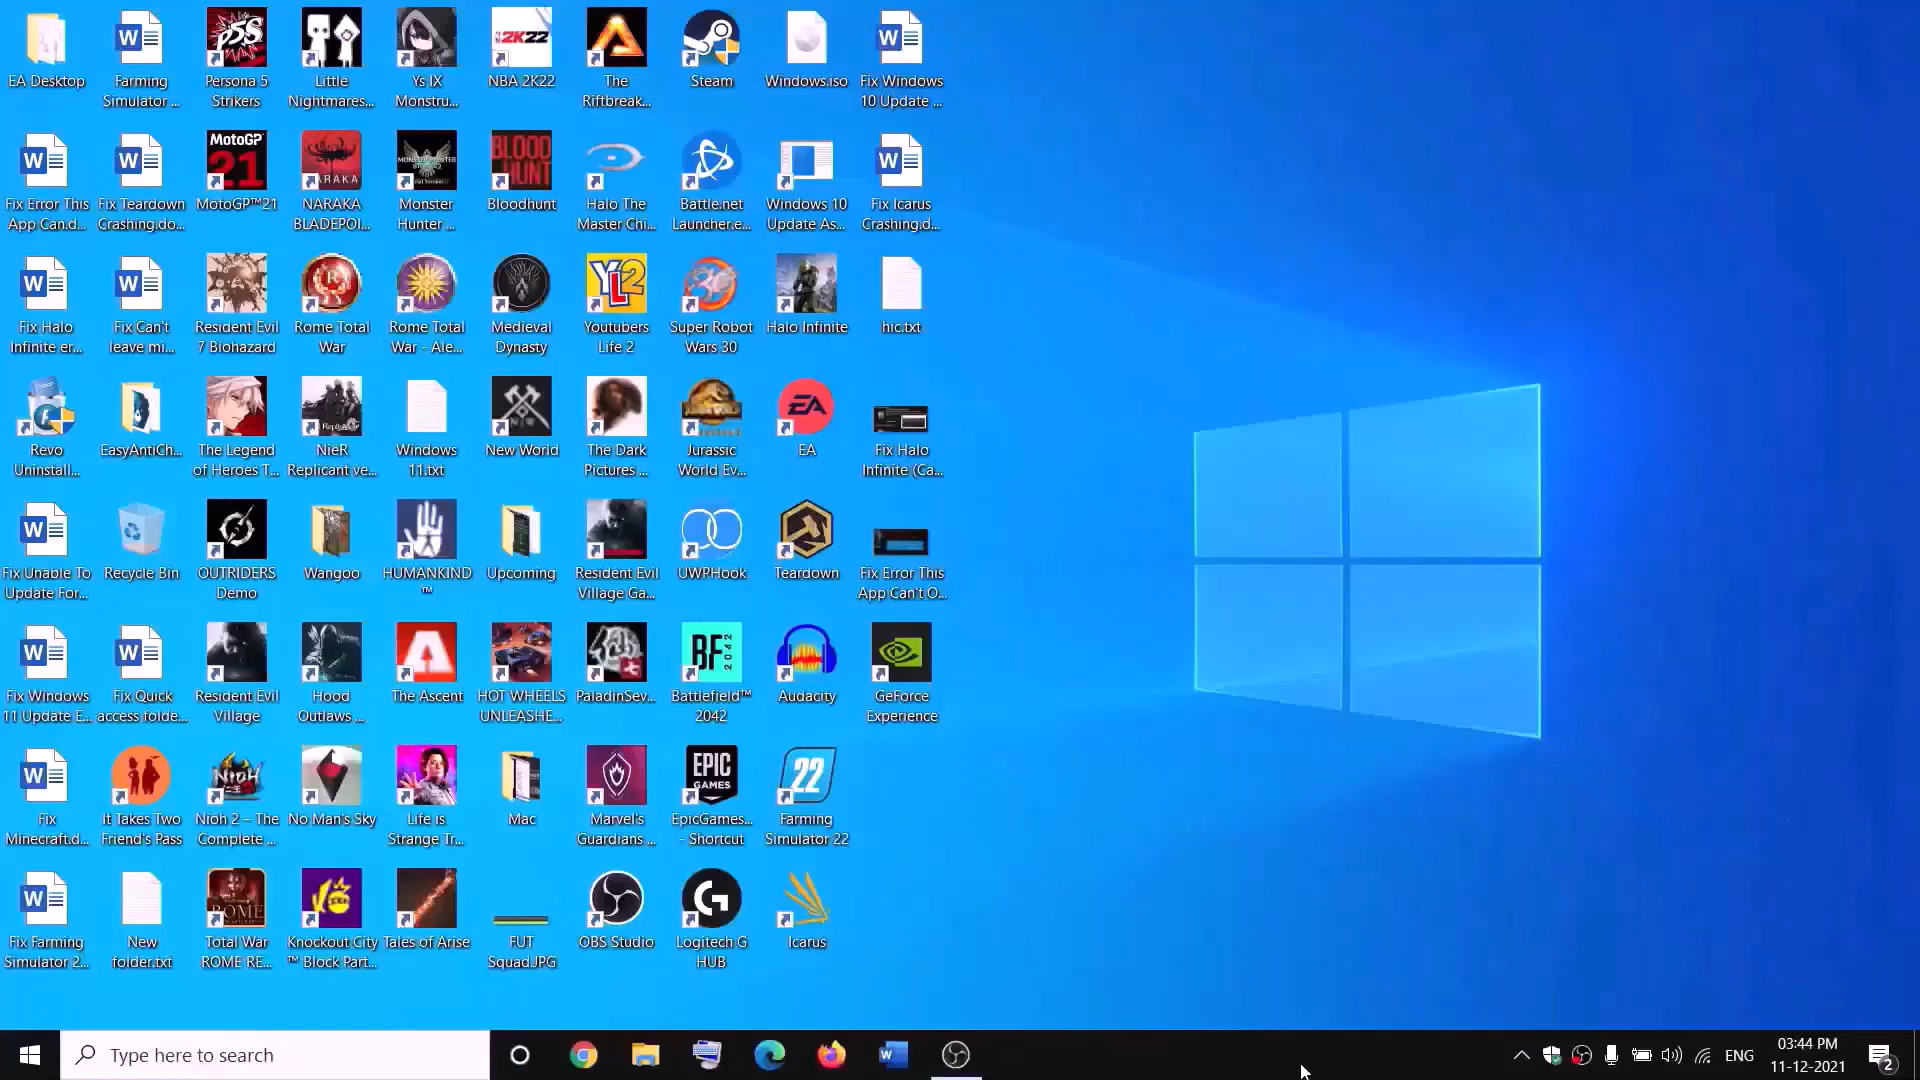 EA Desktop
Farming
Simulator ...
Persona 5
Strikers
Little
Nightmares...
Ys IX
Monstru...
2K22
NBA 2K22
The
Riftbreak...
Steam
Windows.iso
Fix Windows
10 Update ...
Fix Error This
App Can.d...
Fix Teardown
Crashing.do...
MotoGP™
21
MotoGP™21
NARAKA
BLADEPOI...
Monster
Hunter ...
BLOOD
HUNT
Bloodhunt
Halo The
Master Chi...
Battle.net
Launcher.e...
Windows 10
Update As...
Fix Icarus
Crashing.d...
Fix Halo
Infinite er...
Fix Can't
leave mi...
Resident Evil
7 Biohazard
Rome Total
War
Rome Total
War - Ale...
Medieval
Dynasty
Youtubers
Life 2
Super Robot
Wars 30
Halo Infinite
hic.txt
Revo
Uninstall...
EasyAntiCh...
The Legend
of Heroes T...
NieR
Replicant ve...
Windows
11.txt
New World
The Dark
Pictures ...
Jurassic
World Ev...
EA
Fix Halo
Infinite (Ca...
Fix Unable To
Update For...
Recycle Bin
OUTRIDERS
Demo
Wangoo
HUMANKIND
™
Upcoming
Resident Evil
Village Ga...
UWPHook
Teardown
Fix Error This
App Can't O...
Fix Windows
11 Update E...
Fix Quick
access folde...
Resident Evil
Village
Hood
Outlaws ...
The Ascent
HOT WHEELS
UNLEASHE...
PaladinSev...
BF 2042
Battlefield™
2042
Audacity
GeForce
Experience
Fix
Minecraft.d...
It Takes Two
Friend's Pass
Nioh 2 – The
Complete ...
No Man's Sky
Life is
Strange Tr...
Mac
Marvel's
Guardians ...
EPIC
GAMES
EpicGames...
- Shortcut
22
Farming
Simulator 22
Fix Farming
Simulator 2...
New
folder.txt
Total War
ROME RE...
Knockout City
™ Block Part...
Tales of Arise
FUT
Squad.JPG
OBS Studio
Logitech G
HUB
Icarus
Type here to search
ENG
03:44 PM
11-12-2021
2